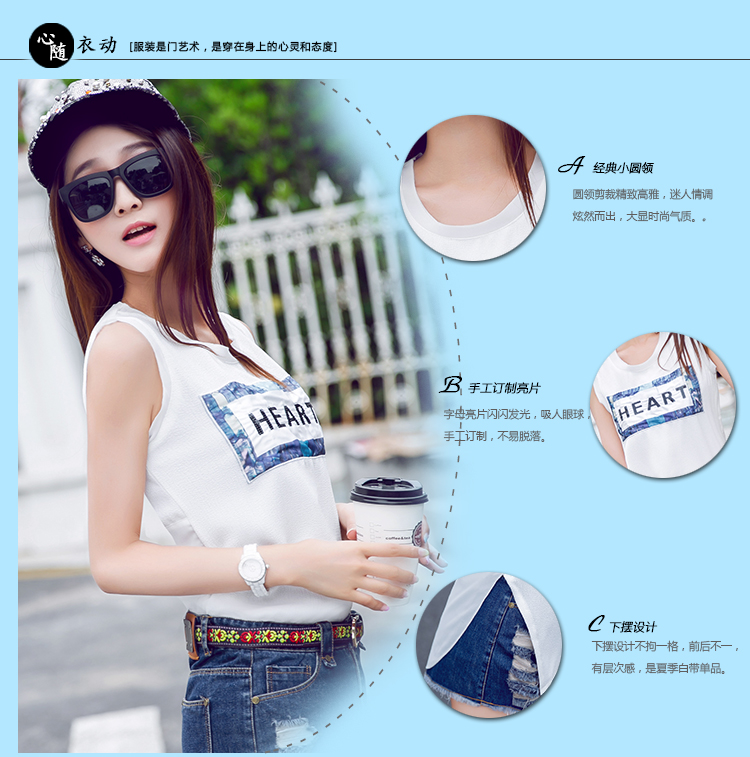 心随衣动 [服装是门艺术，是穿在身上的心灵和态度]
A 经典小圆领
圆领剪裁精致高雅，迷人情调
炫然而出，大显时尚气质。。
HEART
B 手工订制亮片
字母亮片闪闪发光，吸人眼球，
手工订制，不易脱落。
HEART
coffee&tea
C 下摆设计
下摆设计不拘一格，前后不一，
有层次感，是夏季白带单品。